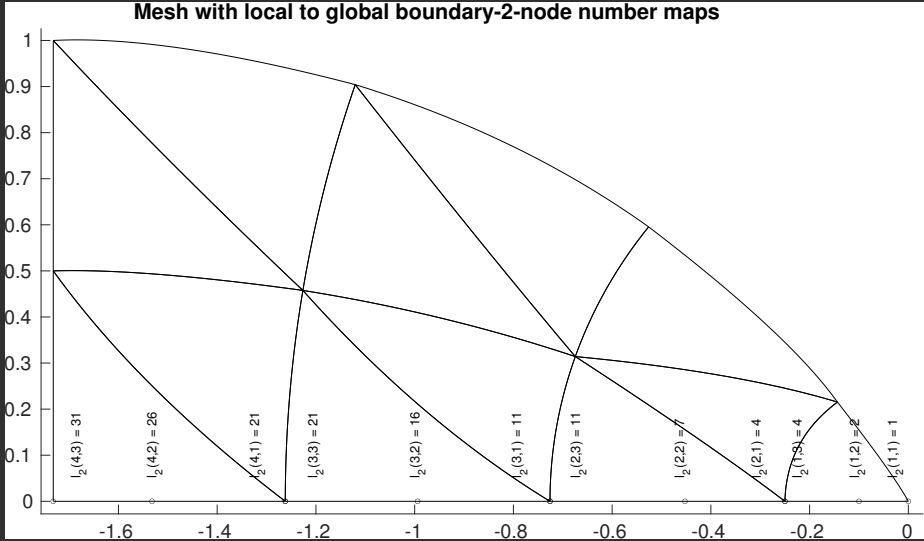 Mesh with local to global boundary-2-node number maps
1
0.9
0.8
0.7
0.6
0.5
0.4
0.3
0.2
0.1
0
I2(4,3) = 31
I2(4,2) = 26
I2(4,1) = 21
I2(3,3) = 21
I2(3,2) = 16
I2(3,1) = 11
I2(2,3) = 11
I2(2,2) = 7
I2(2,1) = 4
I2(1,3) = 4
I2(1,2) = 2
I2(1,1) = 1
-1.6 -1.4 -1.2 -1 -0.8 -0.6 -0.4 -0.2 0